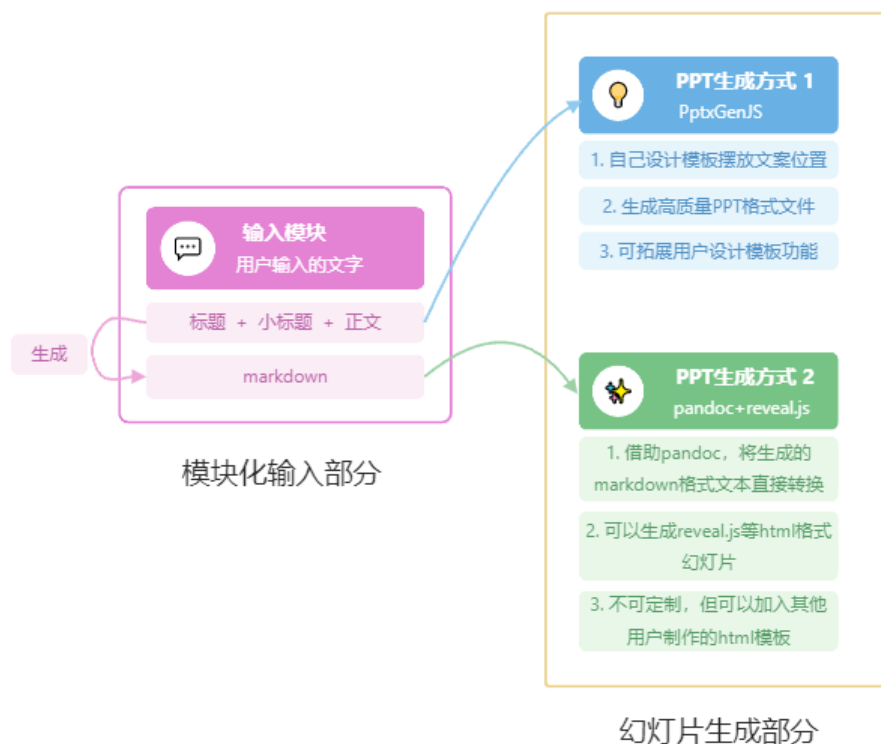 生成
输入模块
用户输入的文字
标题 + 小标题 + 正文
markdown
模块化输入部分
PPT生成方式 1
PptxGenJS
1. 自己设计模板摆放文案位置
2. 生成高质量PPT格式文件
3. 可拓展用户设计模板功能
PPT生成方式 2
pandoc+reveal.js
1. 借助pandoc，将生成的
markdown格式文本直接转换
2. 可以生成reveal.js等html格式
幻灯片
3. 不可定制，但可以加入其他
用户制作的html模板
幻灯片生成部分